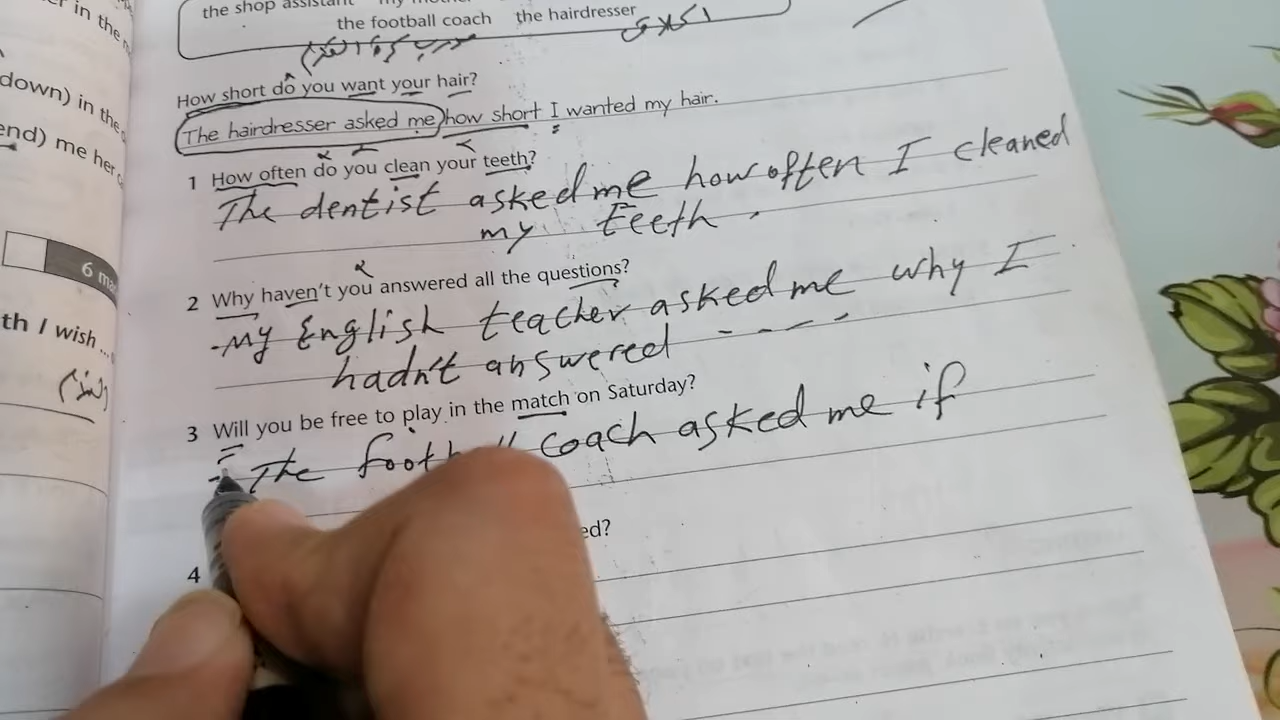 the shop assistant my mother
the football coach the hairdresser
How short do you want your hair?
The hairdresser asked me how short I wanted my hair.
1 How often do you clean your teeth?
The dentist asked me how often I cleaned
my teeth.
2 Why haven't you answered all the questions?
-My English teacher asked me why I
hadn't answered ----
3 Will you be free to play in the match on Saturday?
- The coach asked me if
4
in the
down) in the
end) me her
6
th I wish ...